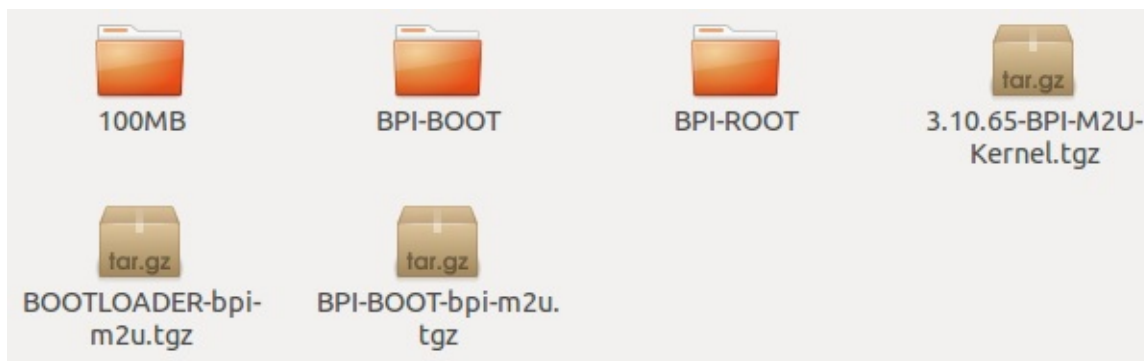 100MB
BPI-BOOT
BPI-ROOT
tar.gz
3.10.65-BPI-M2U-
Kernel.tgz
tar.gz
BOOTLOADER-bpi-
m2u.tgz
tar.gz
BPI-BOOT-bpi-m2u.
tgz